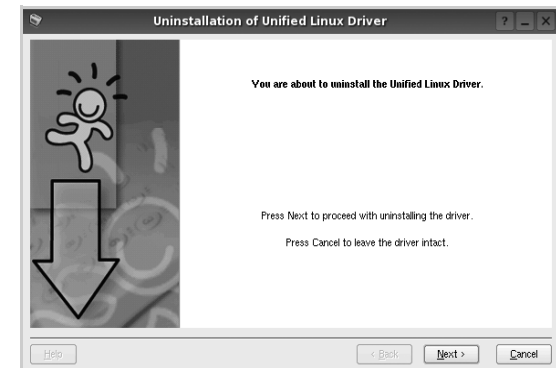 Uninstallation of Unified Linux Driver
You are about to uninstall the Unified Linux Driver.
Press Next to proceed with uninstalling the driver.
Press Cancel to leave the driver intact.
Help
< Back
Next >
Cancel